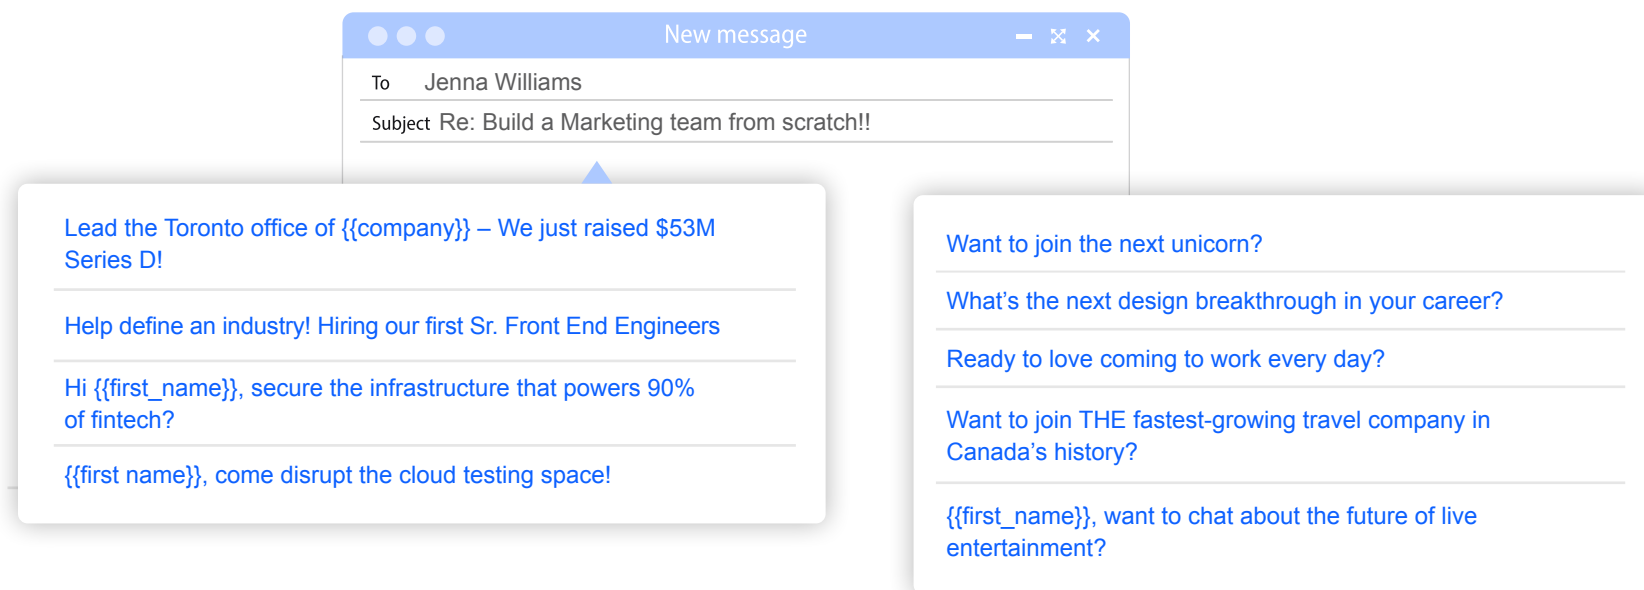 New message
To Jenna Williams
Subject Re: Build a Marketing team from scratch!!
Lead the Toronto office of {{company}} – We just raised $53M
Series D!
Help define an industry! Hiring our first Sr. Front End Engineers
Hi {{first_name}}, secure the infrastructure that powers 90%
of fintech?
{{first name}}, come disrupt the cloud testing space!
Want to join the next unicorn?
What’s the next design breakthrough in your career?
Ready to love coming to work every day?
Want to join THE fastest-growing travel company in
Canada’s history?
{{first_name}}, want to chat about the future of live
entertainment?